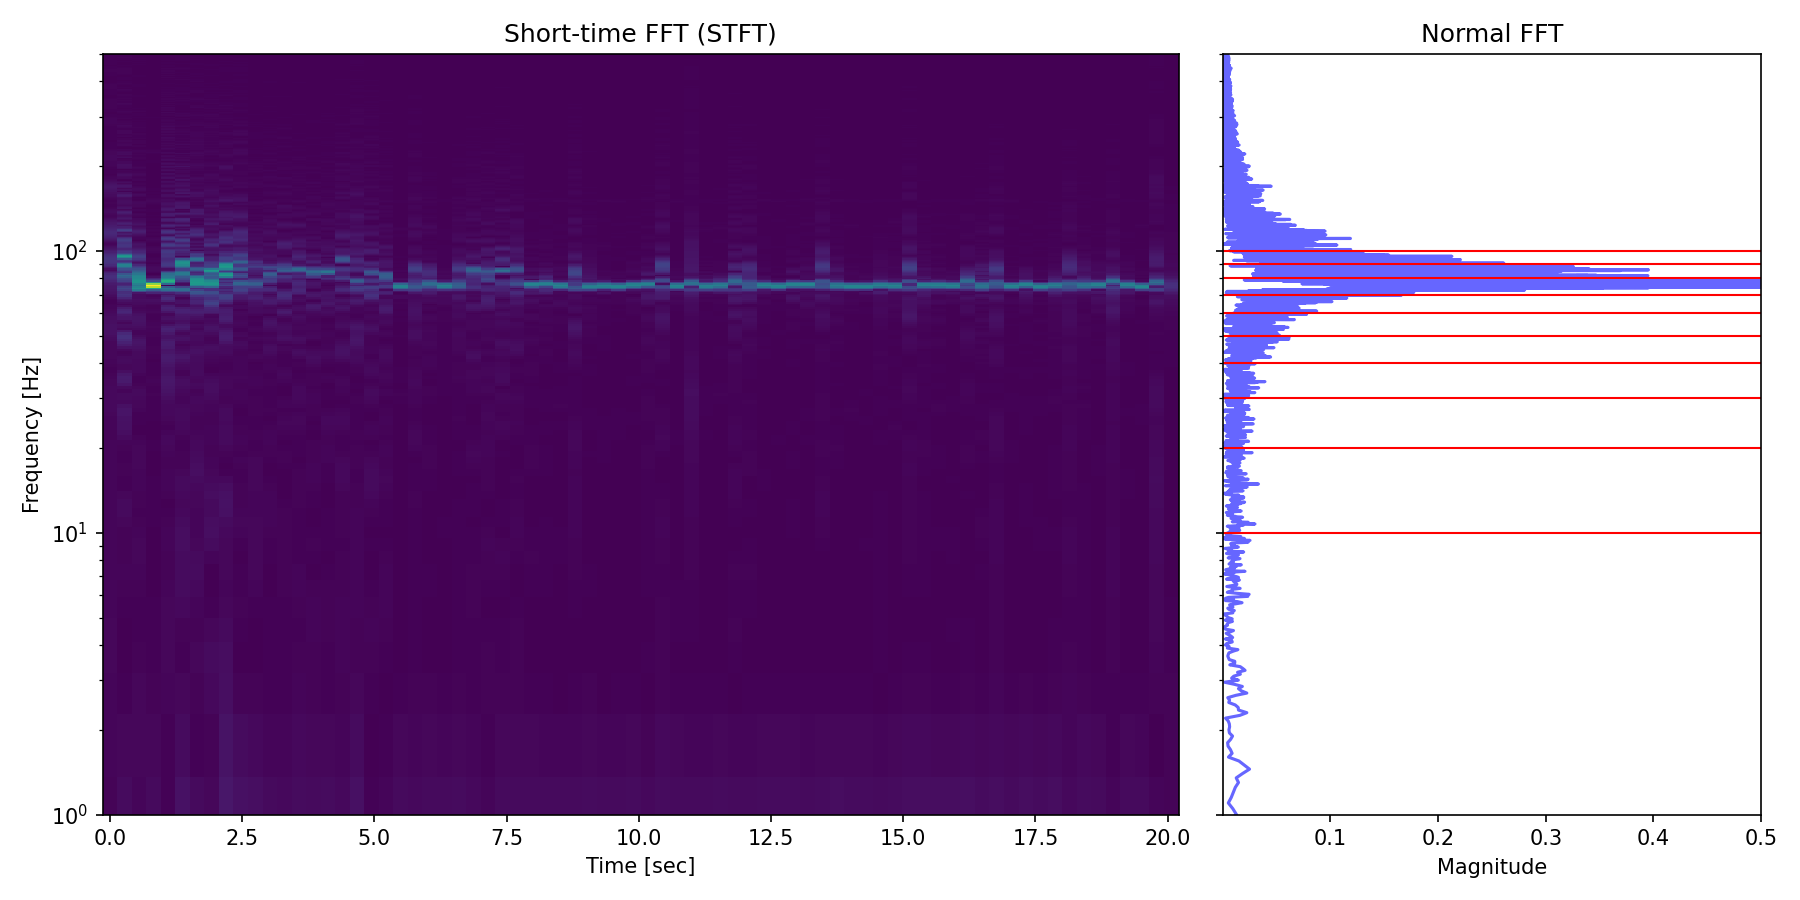 Short-time FFT (STFT)
Normal FFT
Frequency [Hz]
10²
10¹
10⁰
0.0 2.5 5.0 7.5 10.0 12.5 15.0 17.5 20.0
Time [sec]
0.1 0.2 0.3 0.4 0.5
Magnitude